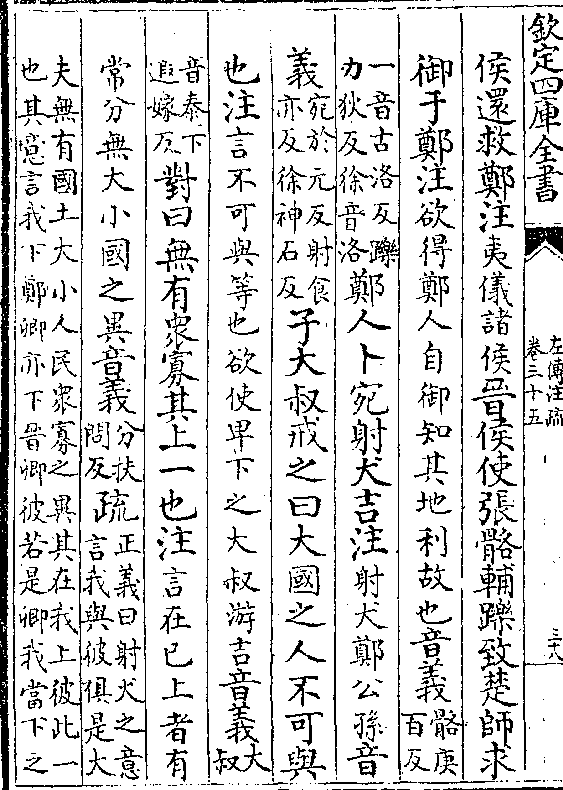 欽定四庫全書
左傳注疏
卷三十五
三十八
侯還救鄭注夷儀諸侯晉侯使張骼輔躒致楚師求
御于鄭注欲得鄭人自御知其地利故也音義骼庚百反
一音古洛反躒力狄反徐音洛鄭人卜宛射犬吉注射犬鄭公孫音
義宛於元反射食亦反徐神石反子大叔戒之曰大國之人不可與
也注言不可與等也欲使卑下之大叔游吉音義大叔
音泰下遐嫁反對曰無有衆寡其上一也注言在己上者有
常分無大小國之異音義分扶問反疏正義曰射犬之意言我與彼俱是大
夫無有國土大小人民衆寡之異其在我上彼此一
也其意言我下鄭卿亦下晉卿彼若是卿我當下之